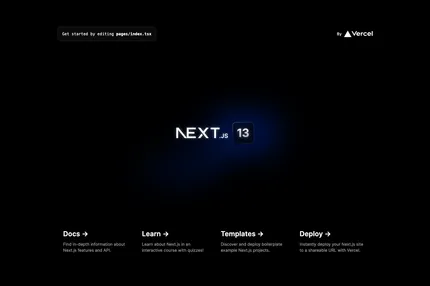 Get started by editing pages/index.tsx
By Vercel
NEXT.JS 13
Docs →
Find in-depth information about
Next.js features and API.
Learn →
Learn about Next.js in an
interactive course with quizzes!
Templates →
Discover and deploy boilerplate
example Next.js projects.
Deploy →
Instantly deploy your Next.js site
to a shareable URL with Vercel.